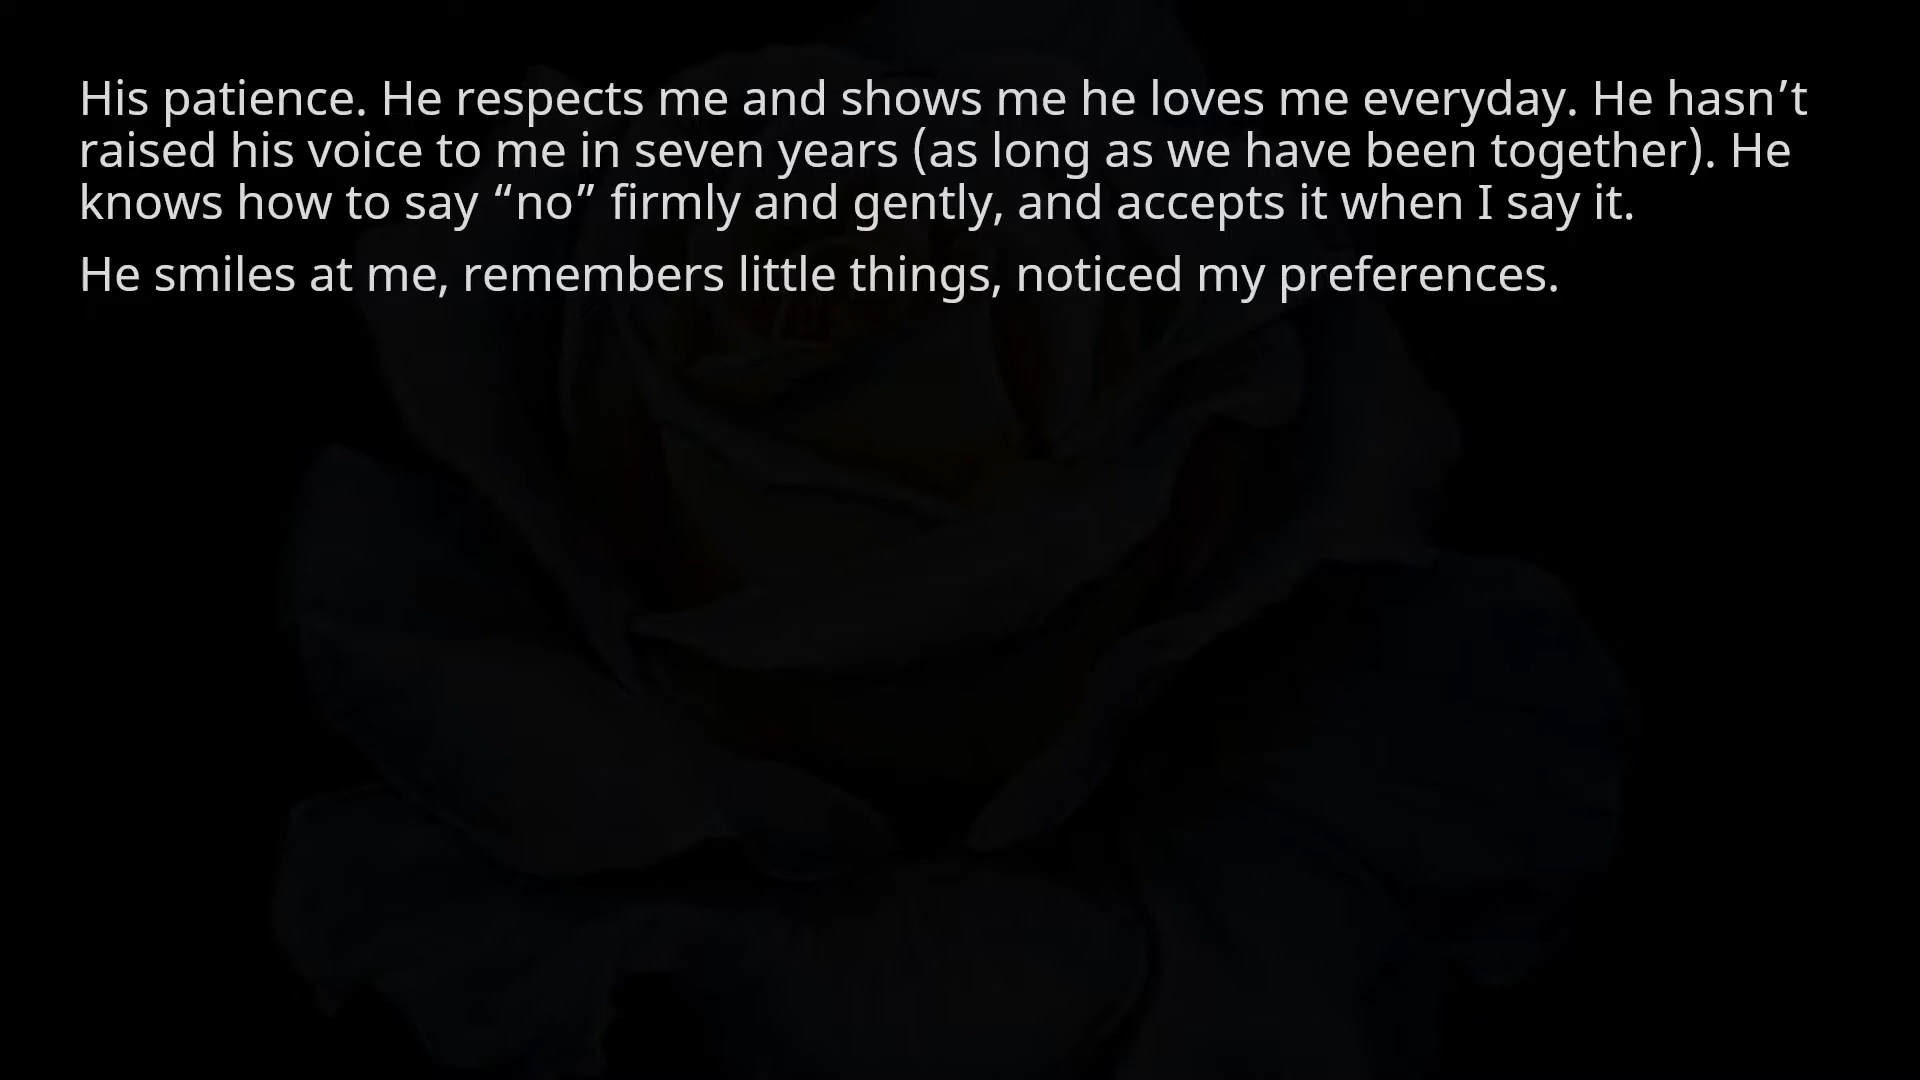 His patience. He respects me and shows me he loves me everyday. He hasn’t
raised his voice to me in seven years (as long as we have been together). He
knows how to say “no” firmly and gently, and accepts it when I say it.
He smiles at me, remembers little things, noticed my preferences.